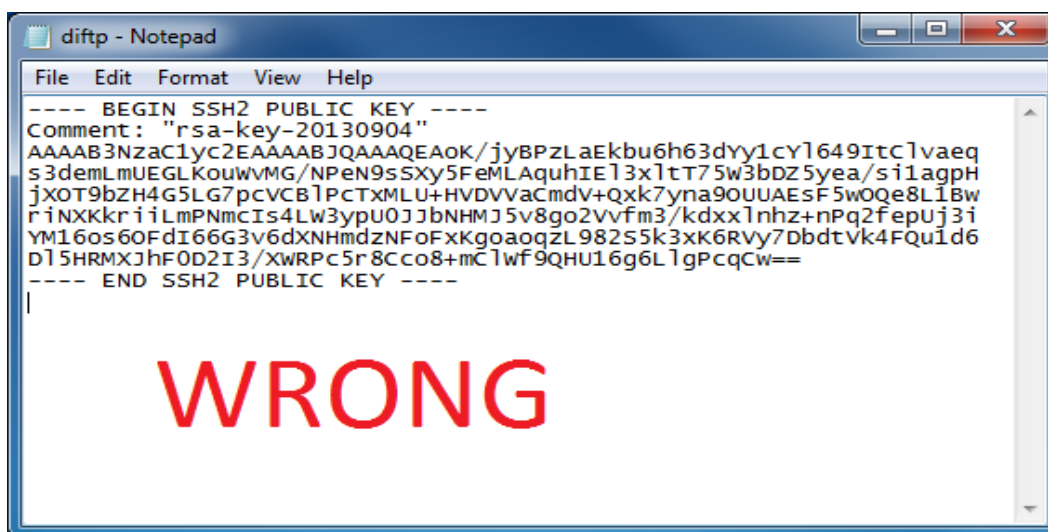 diftp - Notepad
File Edit Format View Help
---- BEGIN SSH2 PUBLIC KEY ----
Comment: "rsa-key-20130904"
AAAAB3NzaC1yc2EAAAABJQAAAQEAoK/jyBPzLaEkbu6h63dYy1cYl649ItClvaeq
s3demLmUEGLKouWvMG/NPeN9sSXy5FeMLAquhIEl3xltT75W3bDZ5yea/si1agpH
jXOT9bZH4G5LG7pcVCBlPcTxMLU+HVDVVaCmdV+Qxk7yna9OUUAEsF5wOQe8L1Bw
riNXKkriiLmPNmcIs4LW3ypU0JJbNHMJ5v8go2Vvfm3/kdxxlnhz+nPq2fepUj3i
YM16os6OFdI66G3v6dXNHmdzNFoFxKgoaoqzL982S5k3xK6RVy7DbdtVk4FQu1d6
Dl5HRMXJhF0D2I3/XWRPc5r8Cco8+mClWf9QHU16g6LlgPcqCw==
---- END SSH2 PUBLIC KEY ----
WRONG